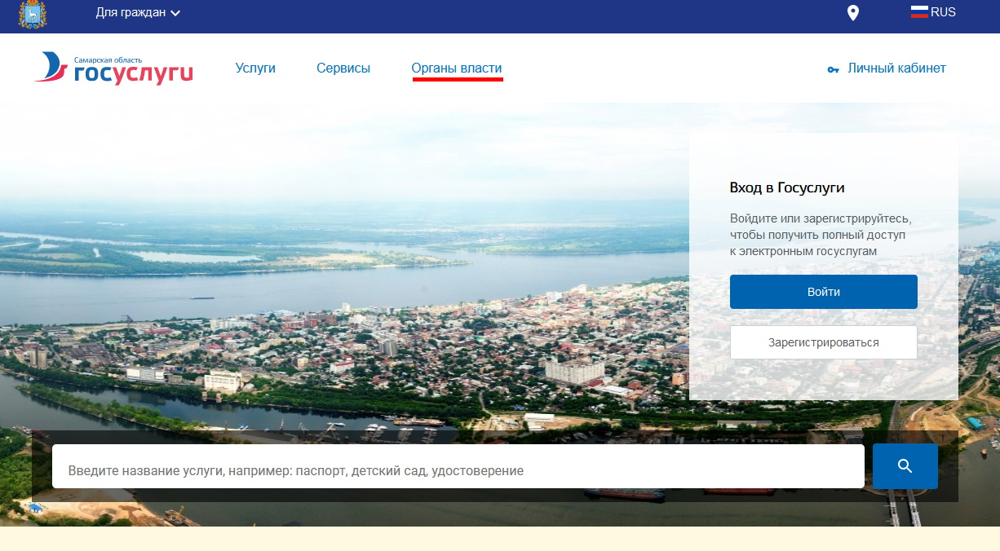 Для граждан
RUS
Самарская область
госуслуги
Услуги
Сервисы
Органы власти
Личный кабинет
Вход в Госуслуги
Войдите или зарегистрируйтесь,
чтобы получить полный доступ
к электронным госуслугам
Войти
Зарегистрироваться
Введите название услуги, например: паспорт, детский сад, удостоверение